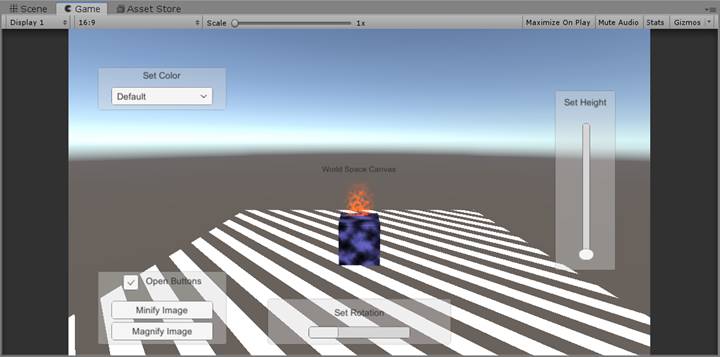 Scene Game Asset Store
Display 1 16:9 Scale 1x Maximize On Play Mute Audio Stats Gizmos
Set Color
Default
Set Height
World Space Canvas
Open Buttons
Minify Image
Magnify Image
Set Rotation